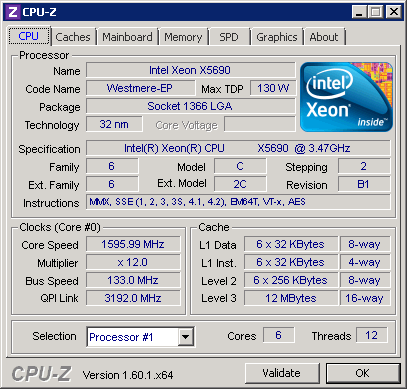 CPU-Z
CPU Caches Mainboard Memory SPD Graphics About
Processor
Name Intel Xeon X5690
Code Name Westmere-EP Max TDP 130 W
Package Socket 1366 LGA
Technology 32 nm Core Voltage
intel Xeon inside™
Specification Intel(R) Xeon(R) CPU X5690 @ 3.47GHz
Family 6 Model C Stepping 2
Ext. Family 6 Ext. Model 2C Revision B1
Instructions MMX, SSE (1, 2, 3, 3S, 4.1, 4.2), EM64T, VT-x, AES
Clocks (Core #0)
Core Speed 1595.99 MHz
Multiplier x 12.0
Bus Speed 133.0 MHz
QPI Link 3192.0 MHz
Cache
L1 Data 6 x 32 KBytes 8-way
L1 Inst. 6 x 32 KBytes 4-way
Level 2 6 x 256 KBytes 8-way
Level 3 12 MBytes 16-way
Selection Processor #1 Cores 6 Threads 12
CPU-Z Version 1.60.1.x64 Validate OK